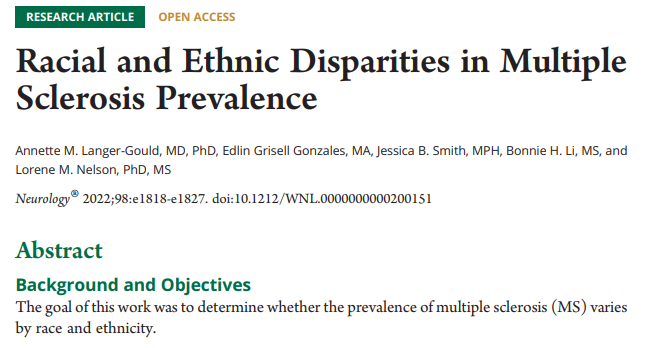 RESEARCH ARTICLE OPEN ACCESS
Racial and Ethnic Disparities in Multiple
Sclerosis Prevalence
Annette M. Langer-Gould, MD, PhD, Edlin Grisell Gonzales, MA, Jessica B. Smith, MPH, Bonnie H. Li, MS, and
Lorene M. Nelson, PhD, MS
Neurology® 2022;98:e1818-e1827. doi:10.1212/WNL.0000000000200151
Abstract
Background and Objectives
The goal of this work was to determine whether the prevalence of multiple sclerosis (MS) varies
by race and ethnicity.